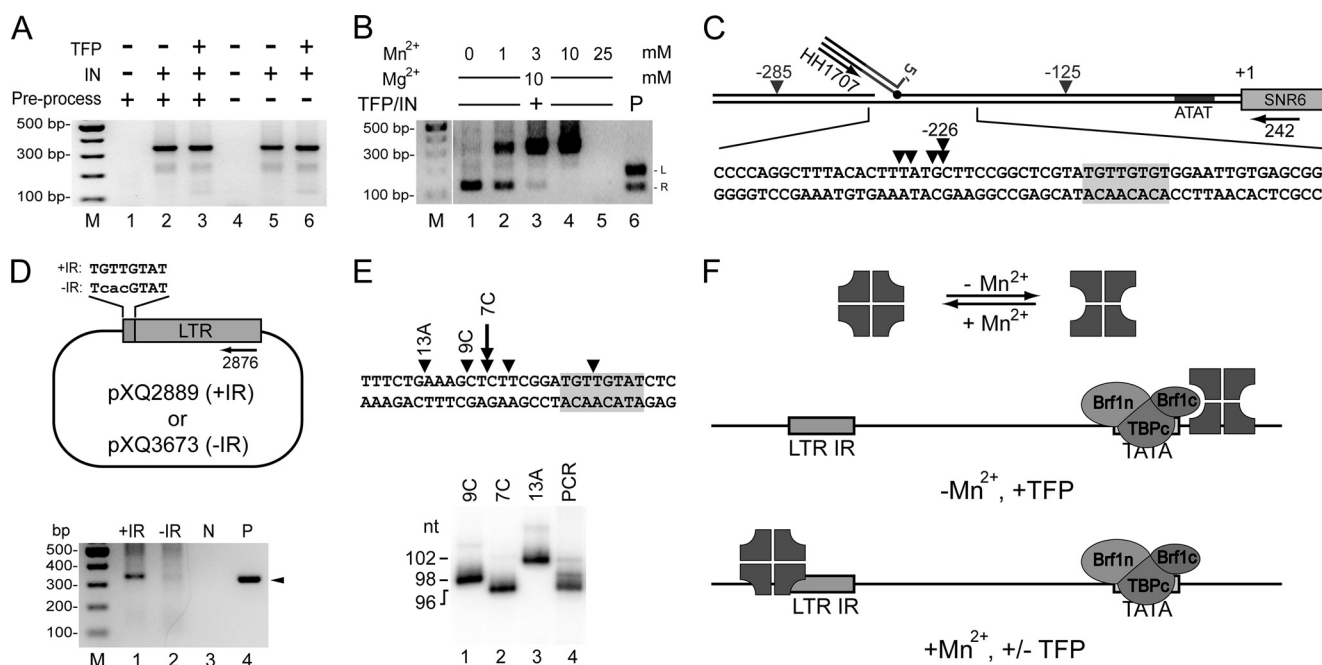 A
TFP - - + - - +
IN - + + - + +
Pre-process + + + - - -
500 bp-
300 bp-
100 bp-
M 1 2 3 4 5 6
B
Mn2+ 0 1 3 10 25 mM
Mg2+ 10 mM
TFP/IN + P
500 bp-
300 bp-
100 bp-
- L
- R
M 1 2 3 4 5 6
C
HH1707
5'
-285
-125
+1
ATAT
SNR6
242
-226
CCCCAGGCTTTACACTTTATGCTTCCGGCTCGTATGTTGTGTGGAATTGTGAGCGG
GGGGTCCGAAATGTGAAATACGAAGGCCGAGCATACAACACACCTTAACACTCGCC
D
+IR: TGTTGTAT
-IR: TcacGTAT
LTR
2876
pXQ2889 (+IR)
or
pXQ3673 (-IR)
bp +IR -IR N P
500-
400-
300-
200-
100-
M 1 2 3 4
E
13A
9C
7C
TTTCTGAAAGCTCTTCGGATGTTGTATCTC
AAAGACTTTCGAGAAGCCTACAACATAGAG
9C 7C 13A PCR
nt
102
98
96
1 2 3 4
F
- Mn2+
+ Mn2+
Brf1n Brf1c
TBPc
LTR IR TATA
-Mn2+, +TFP
Brf1n Brf1c
TBPc
LTR IR TATA
+Mn2+, +/- TFP